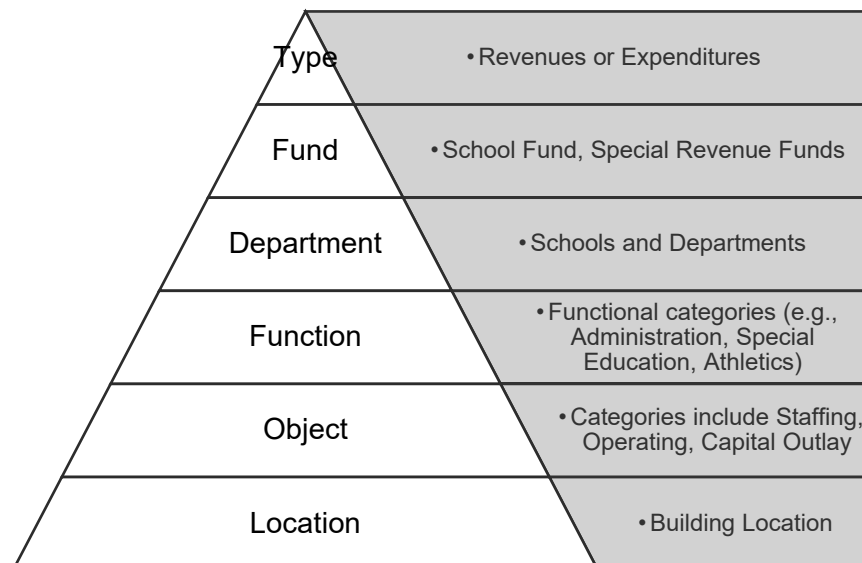 Type
• Revenues or Expenditures
Fund
• School Fund, Special Revenue Funds
Department
• Schools and Departments
Function
• Functional categories (e.g.,
Administration, Special
Education, Athletics)
Object
• Categories include Staffing,
Operating, Capital Outlay
Location
• Building Location